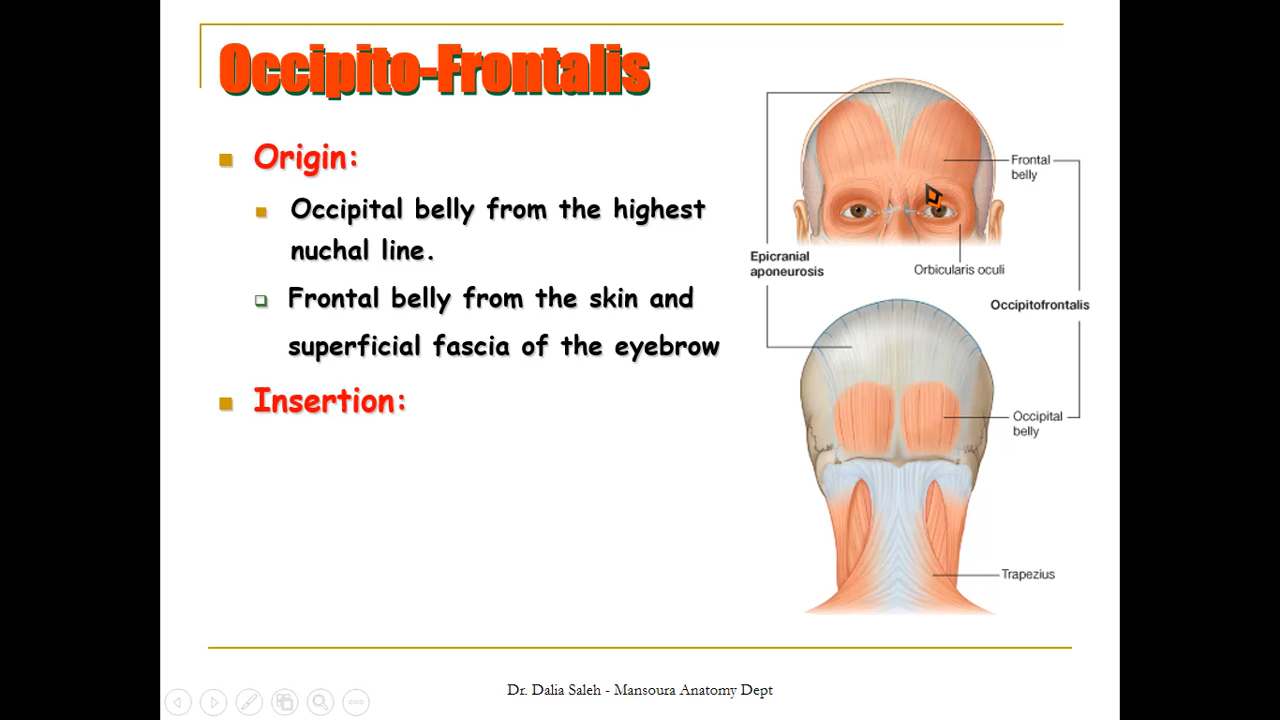 Occipito-Frontalis
Origin:
Occipital belly from the highest
nuchal line.
Frontal belly from the skin and
superficial fascia of the eyebrow
Insertion:
Frontal
belly
Epicranial
aponeurosis
Orbicularis oculi
Occipitofrontalis
Occipital
belly
Trapezius
Dr. Dalia Saleh - Mansoura Anatomy Dept